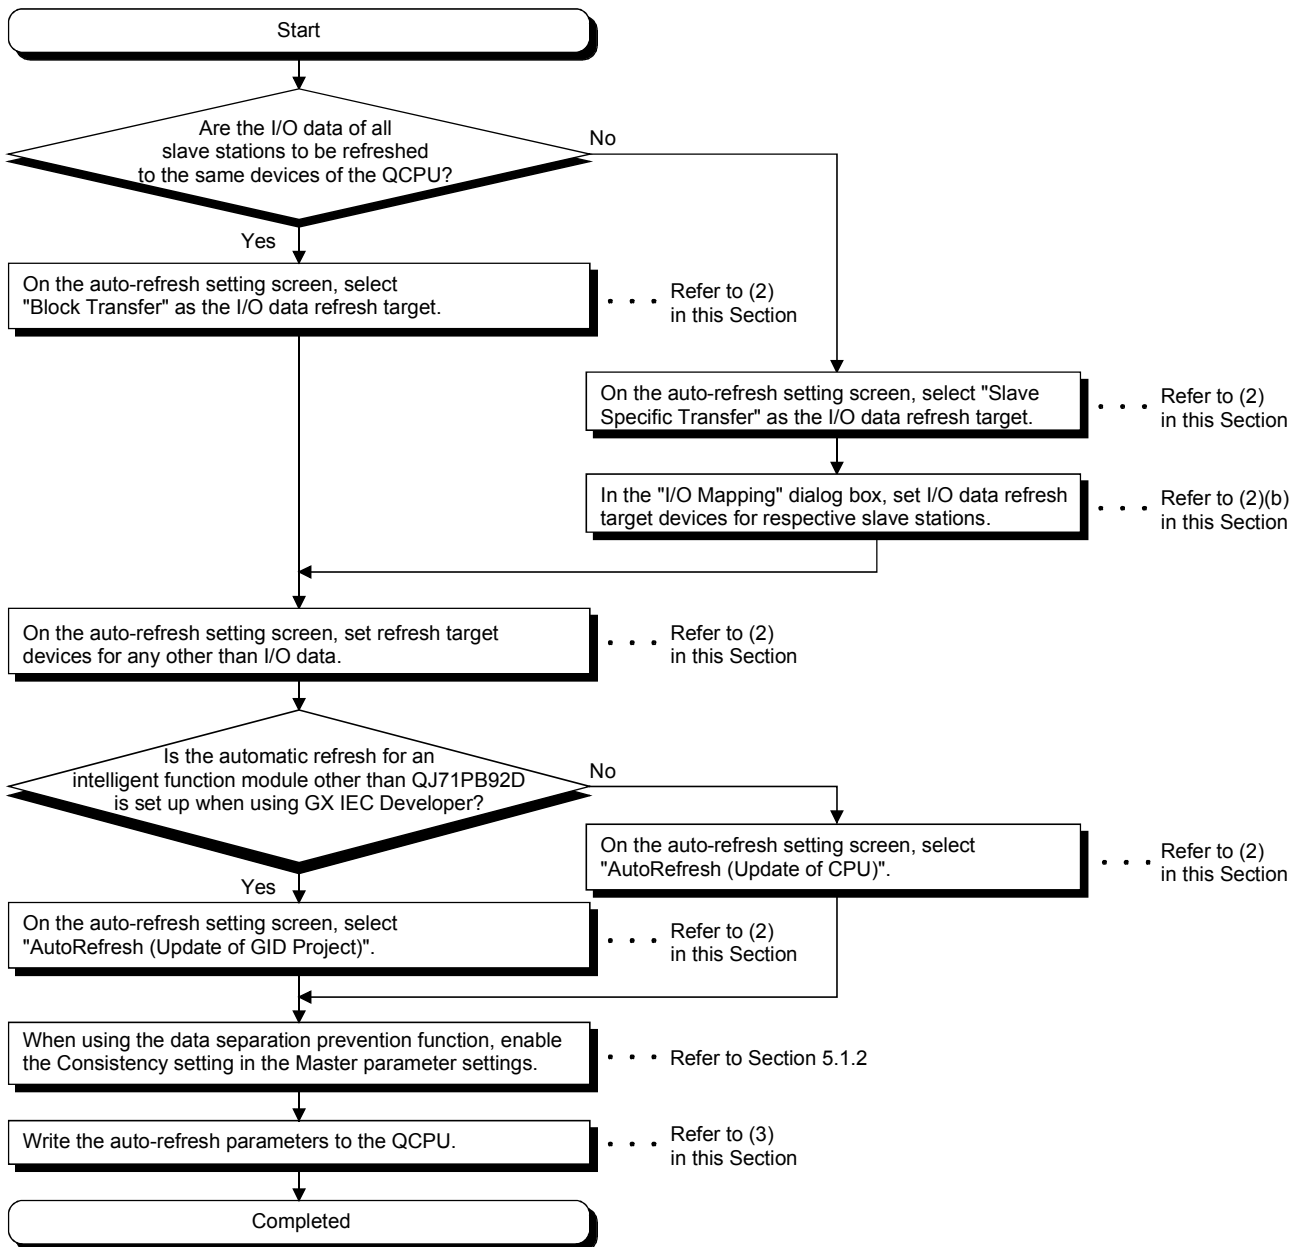 Start
Are the I/O data of all
slave stations to be refreshed
to the same devices of the QCPU?
No
Yes
On the auto-refresh setting screen, select
"Block Transfer" as the I/O data refresh target.
Refer to (2)
in this Section
On the auto-refresh setting screen, select "Slave
Specific Transfer" as the I/O data refresh target.
Refer to (2)
in this Section
In the "I/O Mapping" dialog box, set I/O data refresh
target devices for respective slave stations.
Refer to (2)(b)
in this Section
On the auto-refresh setting screen, set refresh target
devices for any other than I/O data.
Refer to (2)
in this Section
Is the automatic refresh for an
intelligent function module other than QJ71PB92D
is set up when using GX IEC Developer?
No
On the auto-refresh setting screen, select
"AutoRefresh (Update of CPU)".
Refer to (2)
in this Section
Yes
On the auto-refresh setting screen, select
"AutoRefresh (Update of GID Project)".
Refer to (2)
in this Section
When using the data separation prevention function, enable
the Consistency setting in the Master parameter settings.
Refer to Section 5.1.2
Write the auto-refresh parameters to the QCPU.
Refer to (3)
in this Section
Completed